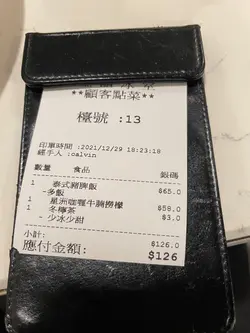 **顧客點菜**
檯號 :13
印單時間 :2021/12/29 18:23:18
經手人 :calvin
數量 食品 銀碼
1 泰式豬脾飯 $65.0
-多飯
1 星洲咖喱牛腩撈檬 $58.0
1 冬檸茶 $3.0
- 少冰少甜
小計: $126.0
應付金額: $126